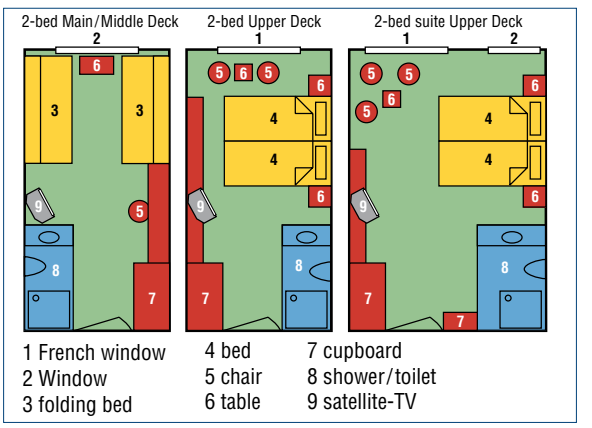 2-bed Main/Middle Deck
2
6
3
3
9
5
8
7
2-bed Upper Deck
1
5
6
5
6
4
4
6
9
8
7
2-bed suite Upper Deck
1
2
5
5
6
5
6
4
4
6
9
8
7
7
1 French window
2 Window
3 folding bed
4 bed
5 chair
6 table
7 cupboard
8 shower/toilet
9 satellite-TV